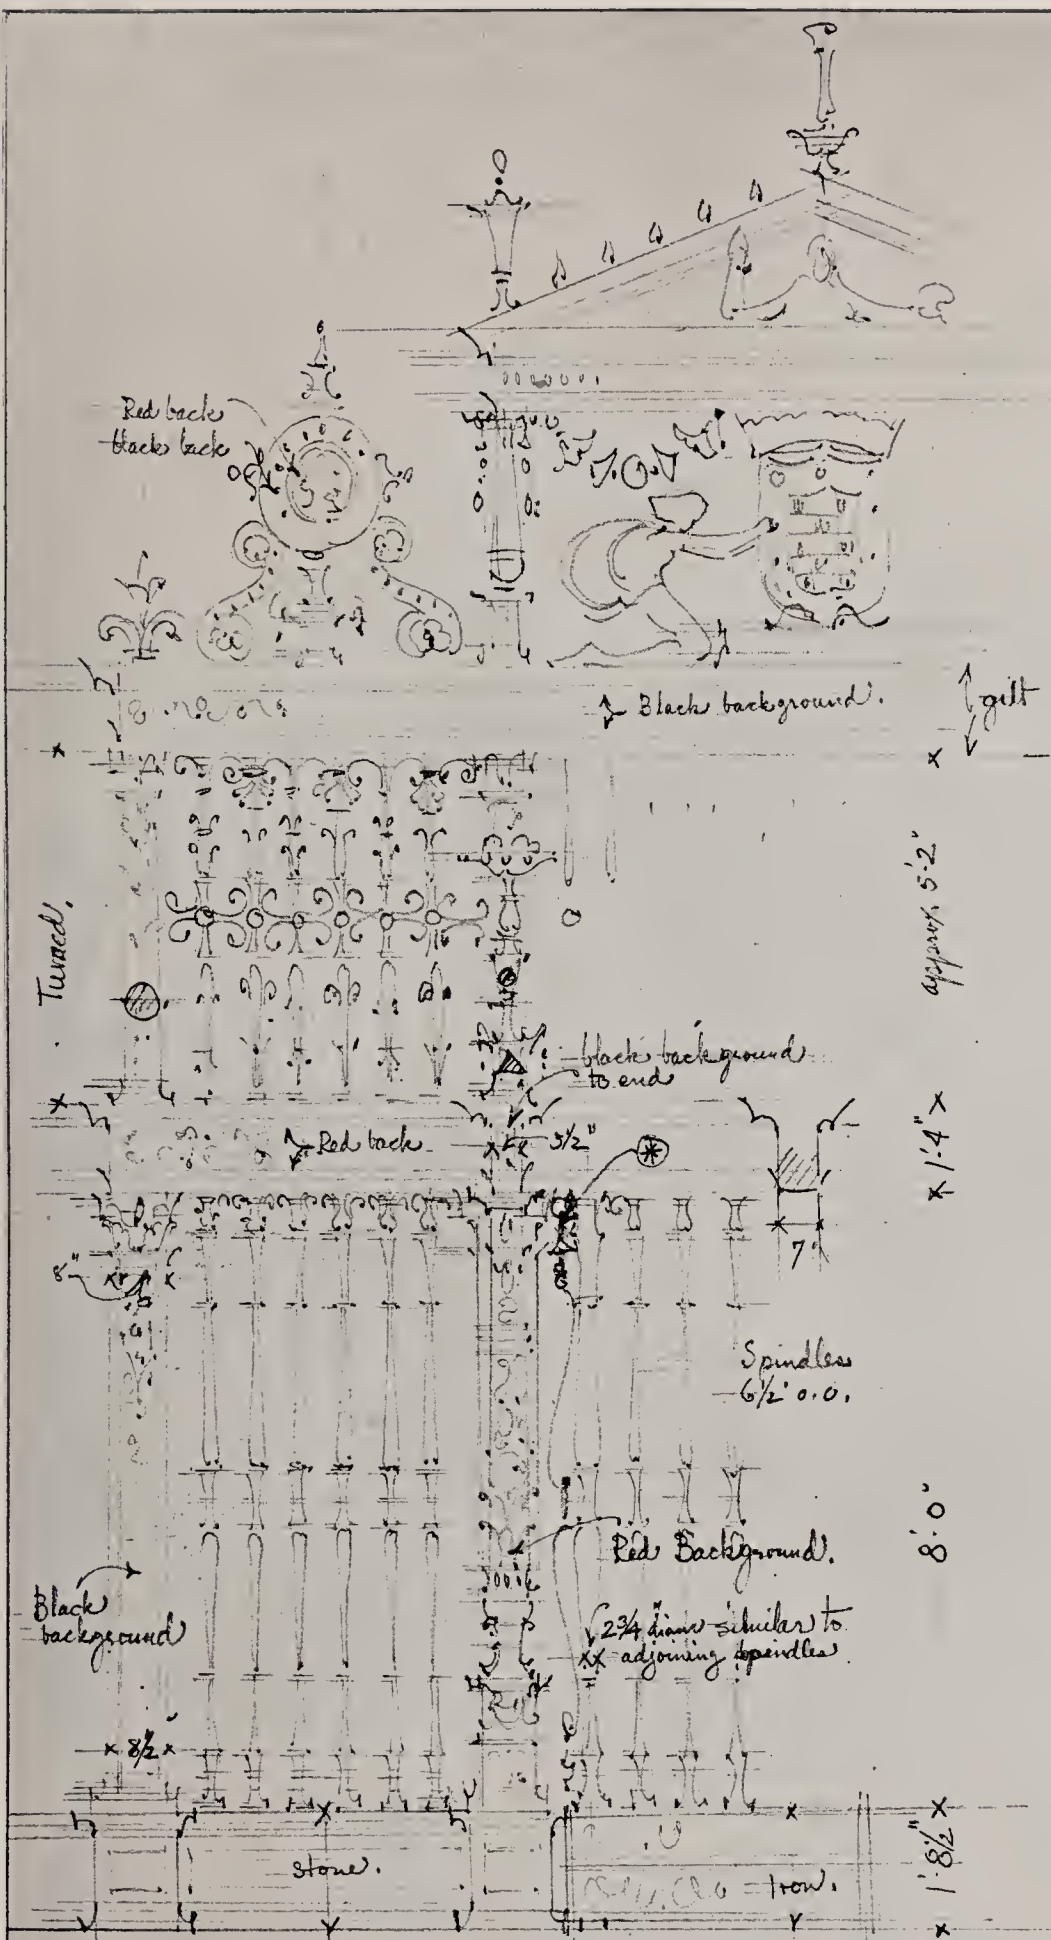 Red back
black back
Black background.
gilt
Turned.
approx. 5'-2"
black background
to end
Red back
3½"
1'-4"
7"
8"
Spindles
6½" o.o.
Red Background.
8'-0"
Black
background
2¾" diam similar to
adjoining spindles
8½"
stone.
Iron.
1'-8½"